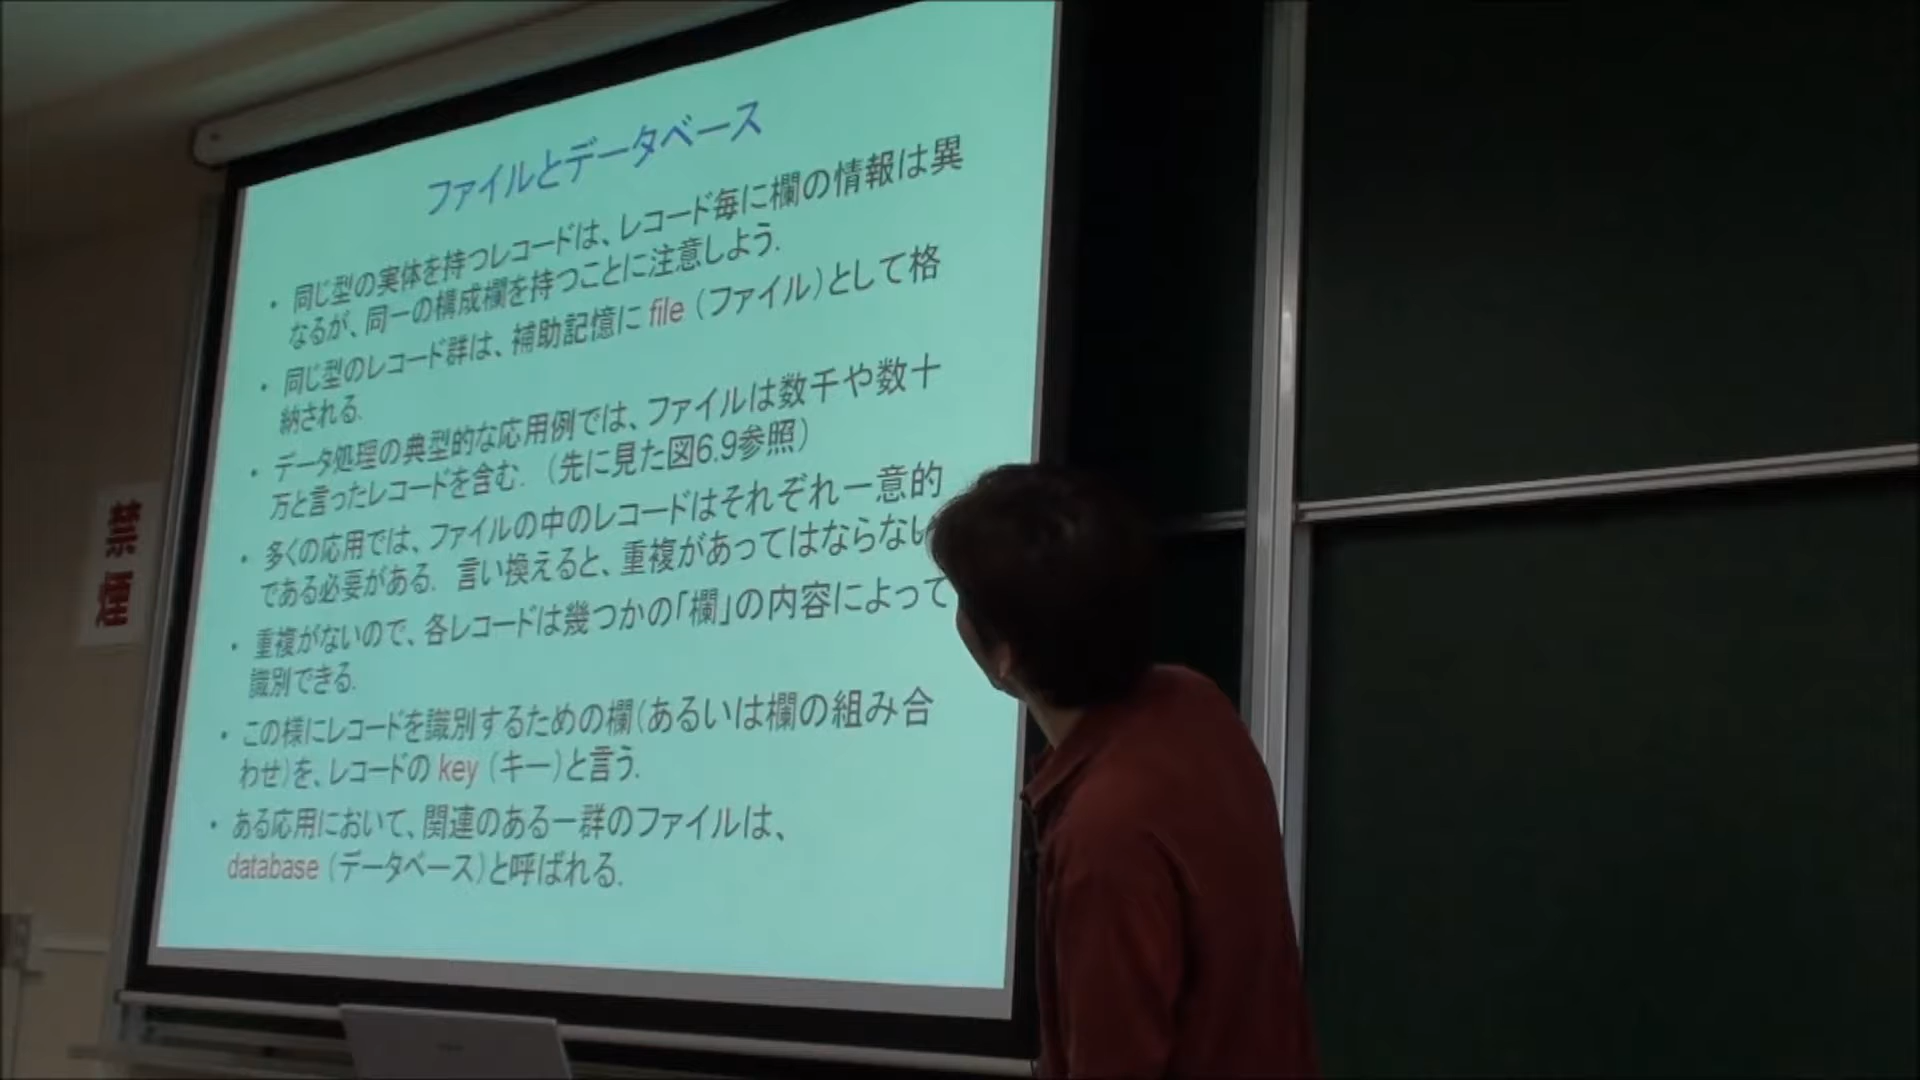 ファイルとデータベース
• 同じ型の実体を持つレコードは、レコード毎に欄の情報は異
なるが、同一の構成欄を持つことに注意しよう.
• 同じ型のレコード群は、補助記憶に file (ファイル)として格
納される.
• データ処理の典型的な応用例では、ファイルは数千や数十
万と言ったレコードを含む. (先に見た図6.9参照)
• 多くの応用では、ファイルの中のレコードはそれぞれ一意的
である必要がある. 言い換えると、重複があってはならない
• 重複がないので、各レコードは幾つかの「欄」の内容によって
識別できる.
• この様にレコードを識別するための欄(あるいは欄の組み合
わせ)を、レコードの key (キー)と言う.
• ある応用において、関連のある一群のファイルは、
database (データベース)と呼ばれる.
禁煙